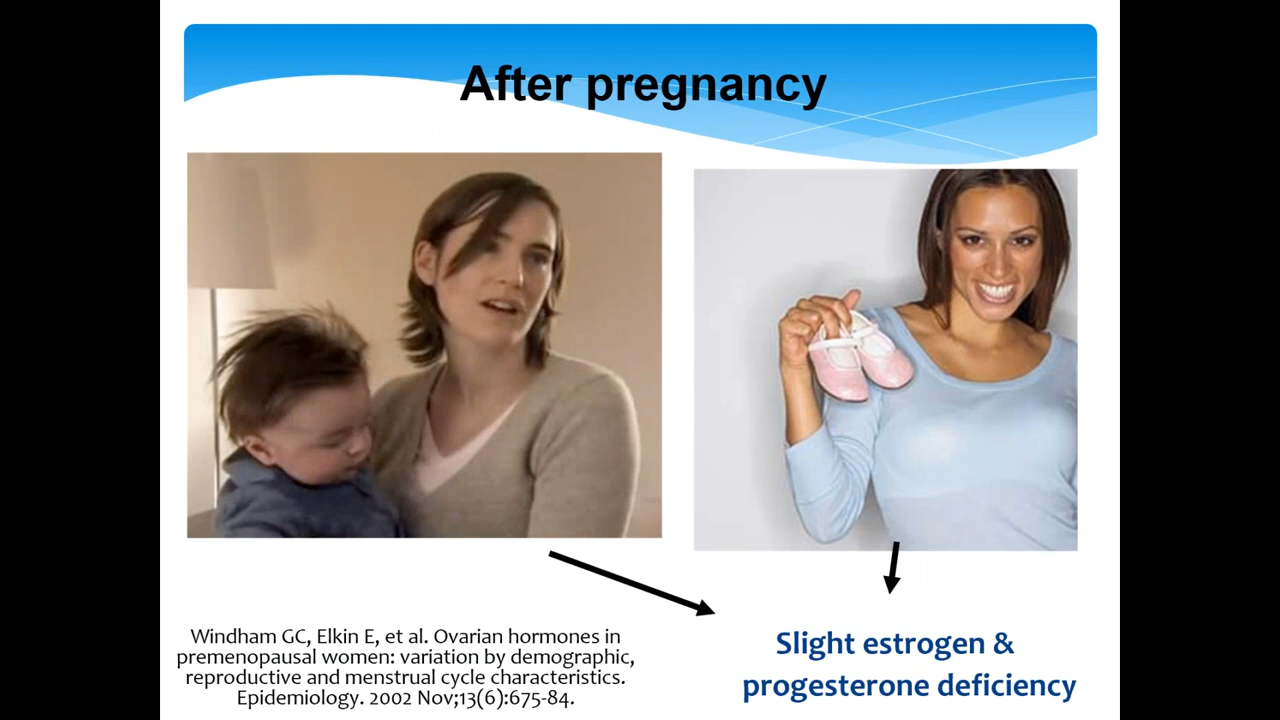 After pregnancy
Windham GC, Elkin E, et al. Ovarian hormones in
premenopausal women: variation by demographic,
reproductive and menstrual cycle characteristics.
Epidemiology. 2002 Nov;13(6):675-84.
Slight estrogen &
progesterone deficiency